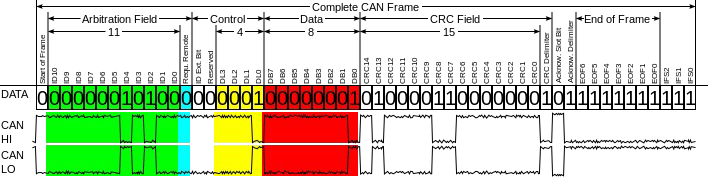 Complete CAN Frame
Arbitration Field
Control
Data
CRC Field
End of Frame
11
4
8
15
Start of Frame
ID10
ID9
ID8
ID7
ID6
ID5
ID4
ID3
ID2
ID1
ID0
Requ. Remote
ID Ext. Bit
Reserved
DL3
DL2
DL1
DL0
DB7
DB6
DB5
DB4
DB3
DB2
DB1
DB0
CRC14
CRC13
CRC12
CRC11
CRC10
CRC9
CRC8
CRC7
CRC6
CRC5
CRC4
CRC3
CRC2
CRC1
CRC0
CRC Delimiter
Acknow. Slot Bit
Acknow. Delimiter
EOF6
EOF5
EOF4
EOF3
EOF2
EOF1
EOF0
IFS2
IFS1
IFS0
DATA 0 0 0 0 0 0 0 1 0 1 0 0 0 0 0 0 0 0 1 0 0 0 0 0 0 0 1 0 1 0 0 0 0 1 1 0 0 0 0 0 0 0 1 0 1 1 1 1 1 1 1 1 1 1 1
CAN
HI
CAN
LO